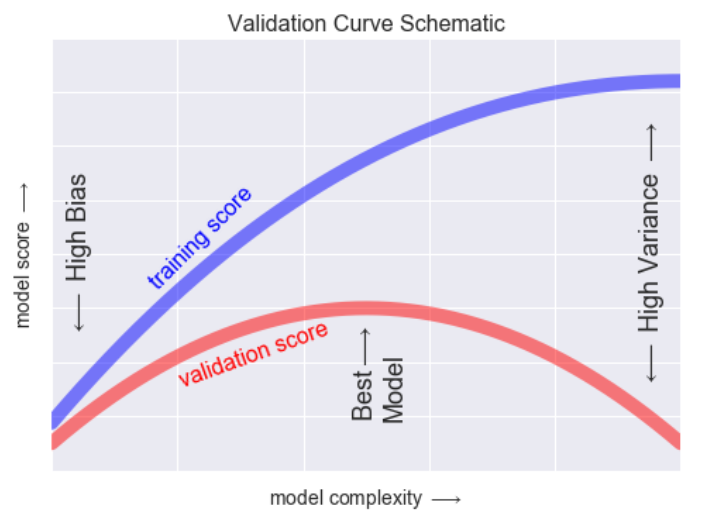 Validation Curve Schematic
model score →
← High Bias
training score
validation score
Best →
Model
← High Variance →
model complexity →